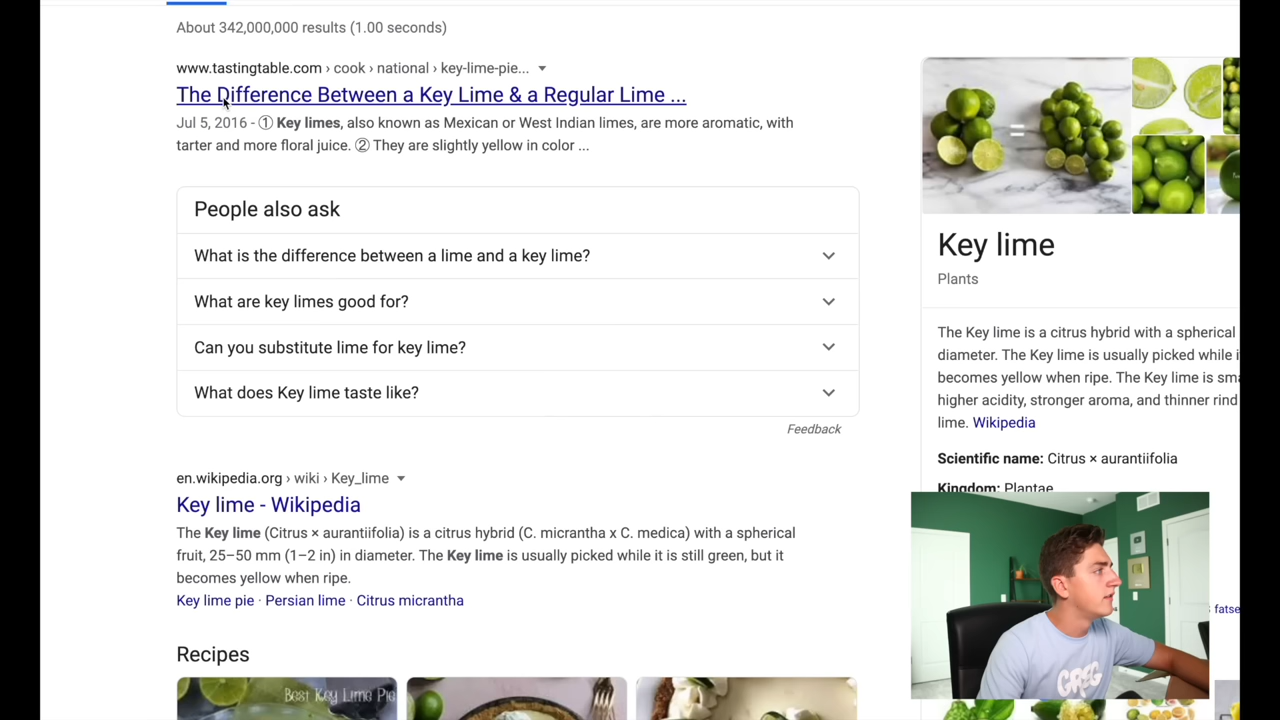 About 342,000,000 results (1.00 seconds)
www.tastingtable.com › cook › national › key-lime-pie...
The Difference Between a Key Lime & a Regular Lime ...
Jul 5, 2016 - ① Key limes, also known as Mexican or West Indian limes, are more aromatic, with
tarter and more floral juice. ② They are slightly yellow in color ...
People also ask
What is the difference between a lime and a key lime?
What are key limes good for?
Can you substitute lime for key lime?
What does Key lime taste like?
Feedback
en.wikipedia.org › wiki › Key_lime
Key lime - Wikipedia
The Key lime (Citrus × aurantiifolia) is a citrus hybrid (C. micrantha x C. medica) with a spherical
fruit, 25–50 mm (1–2 in) in diameter. The Key lime is usually picked while it is still green, but it
becomes yellow when ripe.
Key lime pie · Persian lime · Citrus micrantha
Recipes
Best Key Lime Pie
=
Key lime
Plants
The Key lime is a citrus hybrid with a spherical
diameter. The Key lime is usually picked while
becomes yellow when ripe. The Key lime is
higher acidity, stronger aroma, and thinner rind
lime. Wikipedia
Scientific name: Citrus × aurantiifolia
Kingdom: Plantae
fatse
GREG